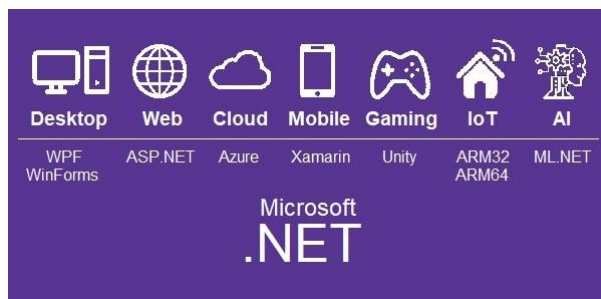 Desktop Web Cloud Mobile Gaming IoT AI
WPF ASP.NET Azure Xamarin Unity ARM32 ML.NET
WinForms ARM64
Microsoft
.NET